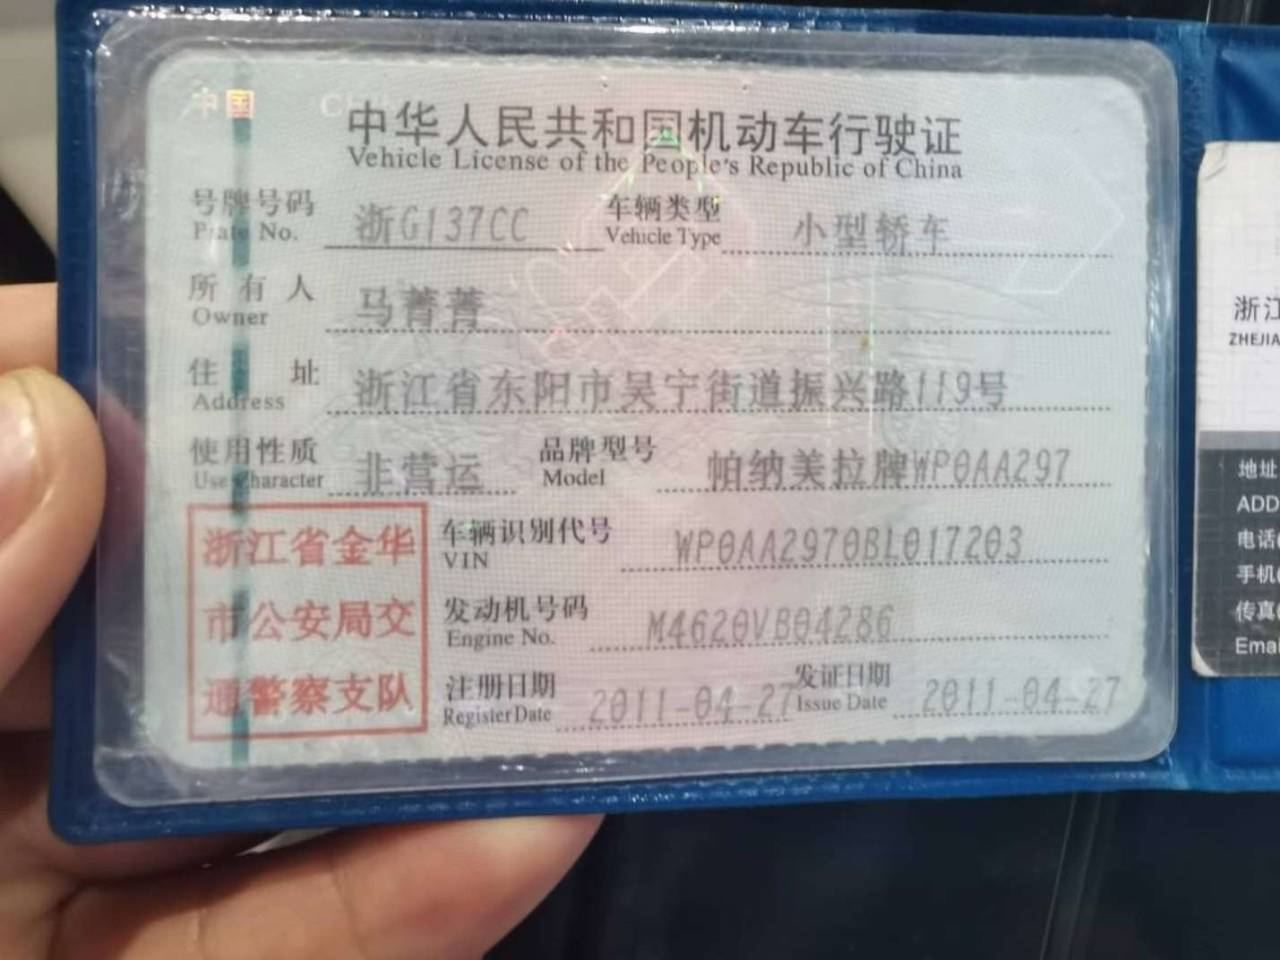 中国 CH
中华人民共和国机动车行驶证
Vehicle License of the People's Republic of China
号牌号码 浙G137CC 车辆类型 小型轿车
Plate No. Vehicle Type
所有人 马菁菁
Owner
住址 浙江省东阳市吴宁街道振兴路119号
Address
使用性质 非营运 品牌型号 帕纳美拉牌WP0AA297
Use Character Model
浙江省金华
市公安局交
通警察支队
车辆识别代号 WP0AA2970BL017203
VIN
发动机号码 M4620VB04286
Engine No.
注册日期 2011-04-27 发证日期 2011-04-27
Register Date Issue Date
浙江
ZHEJIA
地址
ADD
电话
手机
传真
Emai